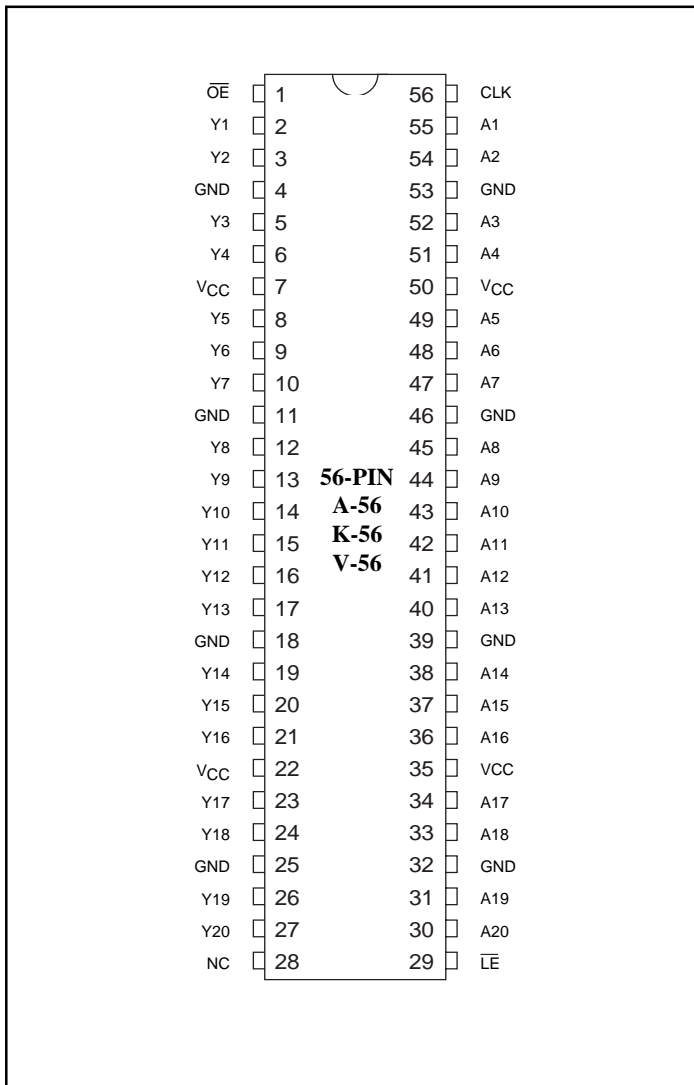 O̅E̅ 1 56 CLK
Y1 2 55 A1
Y2 3 54 A2
GND 4 53 GND
Y3 5 52 A3
Y4 6 51 A4
VCC 7 50 VCC
Y5 8 49 A5
Y6 9 48 A6
Y7 10 47 A7
GND 11 46 GND
Y8 12 45 A8
Y9 13 56-PIN 44 A9
Y10 14 A-56 43 A10
Y11 15 K-56 42 A11
Y12 16 V-56 41 A12
Y13 17 40 A13
GND 18 39 GND
Y14 19 38 A14
Y15 20 37 A15
Y16 21 36 A16
VCC 22 35 VCC
Y17 23 34 A17
Y18 24 33 A18
GND 25 32 GND
Y19 26 31 A19
Y20 27 30 A20
NC 28 29 L̅E̅